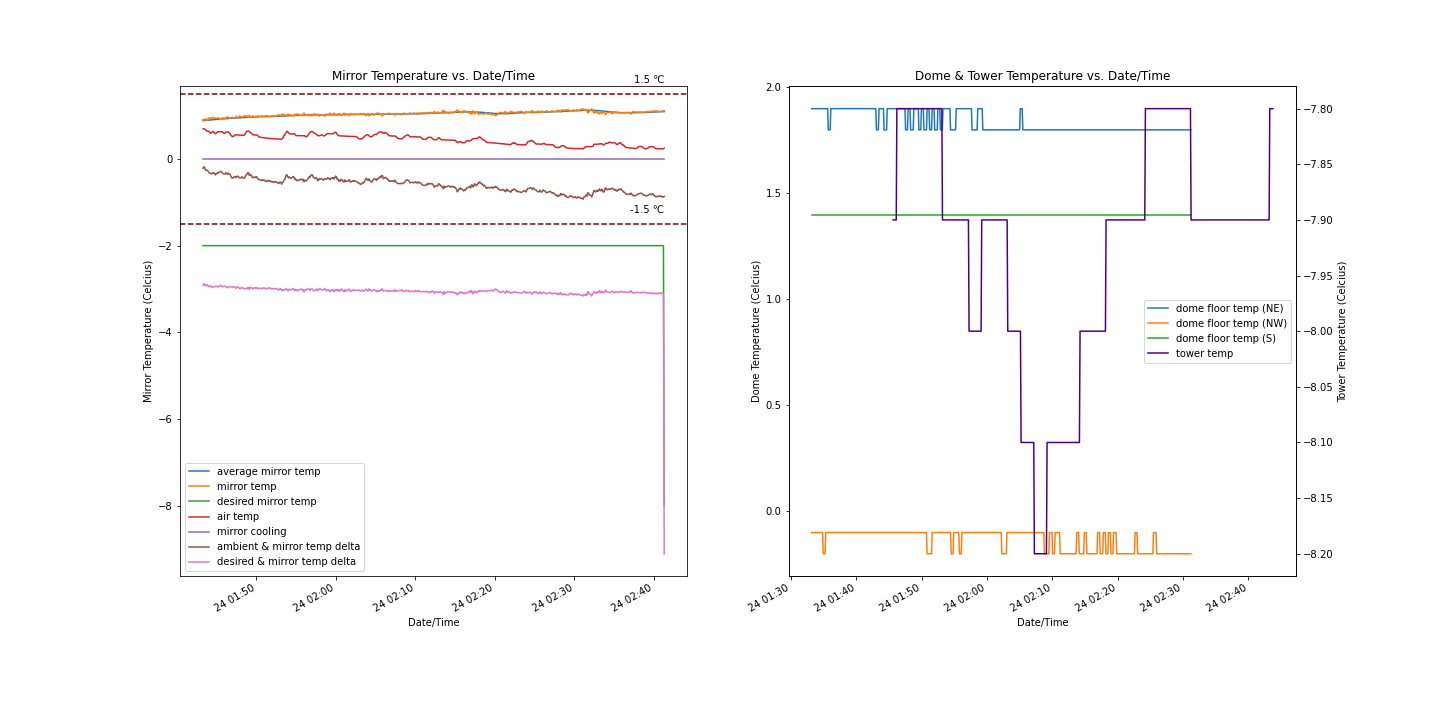 Mirror Temperature vs. Date/Time
1.5 °C
-1.5 °C
0
−2
−4
−6
−8
Mirror Temperature (Celcius)
average mirror temp
mirror temp
desired mirror temp
air temp
mirror cooling
ambient & mirror temp delta
desired & mirror temp delta
24 01:50
24 02:00
24 02:10
24 02:20
24 02:30
24 02:40
Date/Time
Dome & Tower Temperature vs. Date/Time
2.0
1.5
1.0
0.5
0.0
Dome Temperature (Celcius)
dome floor temp (NE)
dome floor temp (NW)
dome floor temp (S)
tower temp
−7.80
−7.85
−7.90
−7.95
−8.00
−8.05
−8.10
−8.15
−8.20
Tower Temperature (Celcius)
24 01:30
24 01:40
24 01:50
24 02:00
24 02:10
24 02:20
24 02:30
24 02:40
Date/Time